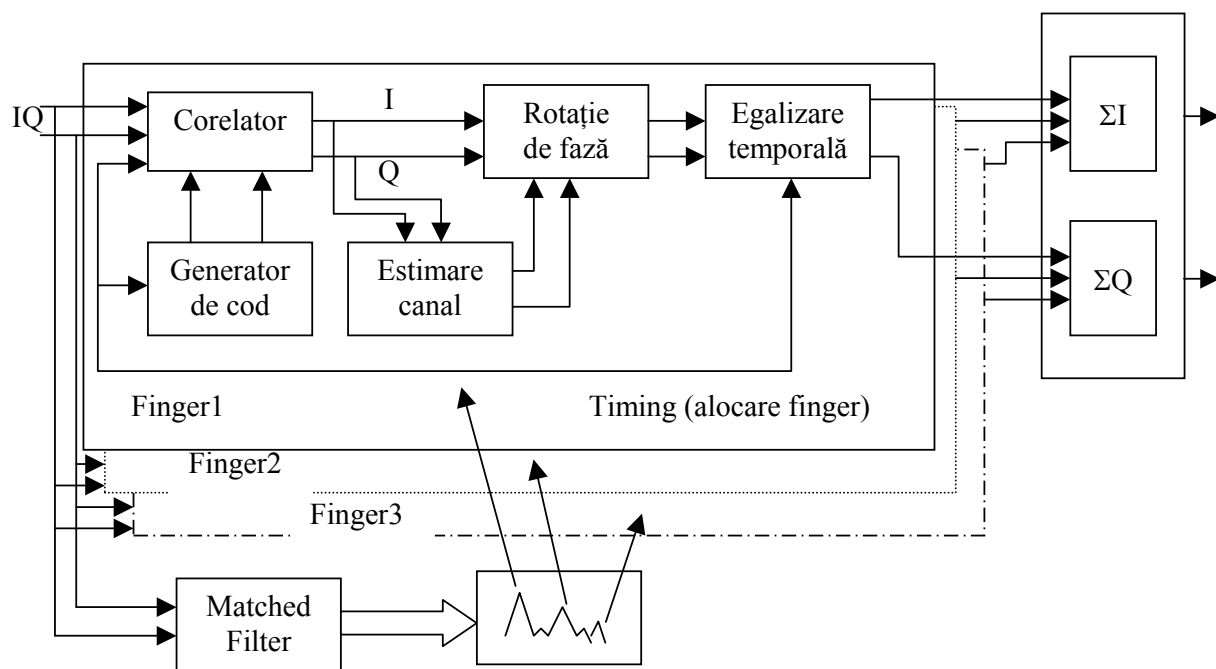 IQ
Corelator
I
Q
Rotație
de fază
Egalizare
temporală
ΣI
Generator
de cod
Estimare
canal
ΣQ
Finger1
Timing (alocare finger)
Finger2
Finger3
Matched
Filter